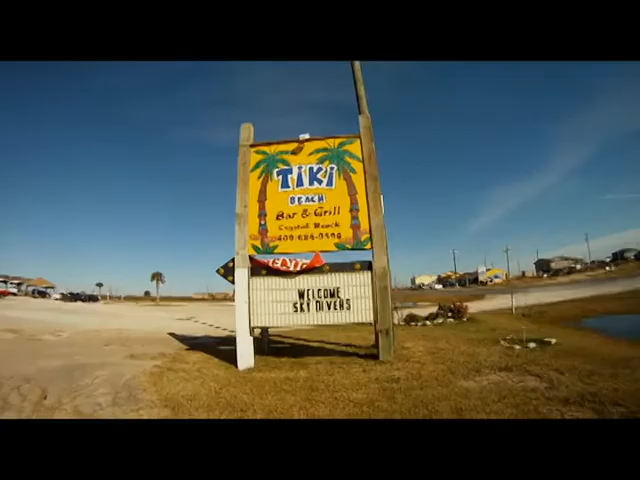 TIKI
BEACH
Bar & Grill
Crystal Beach
WELCOME
SKY DIVERS